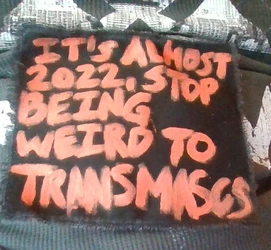 IT'S ALMOST
2022, STOP
BEING
WEIRD TO
TRANSMASCS